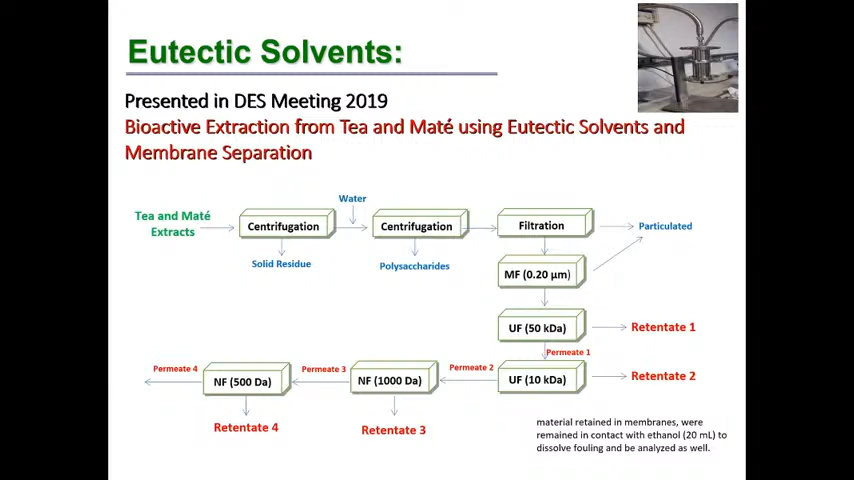 Eutectic Solvents:
Presented in DES Meeting 2019
Bioactive Extraction from Tea and Maté using Eutectic Solvents and
Membrane Separation
Water
Tea and Maté
Extracts
Centrifugation
Centrifugation
Filtration
Particulated
Solid Residue
Polysaccharides
MF (0.20 µm)
UF (50 kDa)
Retentate 1
Permeate 1
Permeate 4
NF (500 Da)
Permeate 3
NF (1000 Da)
Permeate 2
UF (10 kDa)
Retentate 2
Retentate 4
Retentate 3
material retained in membranes, were
remained in contact with ethanol (20 mL) to
dissolve fouling and be analyzed as well.